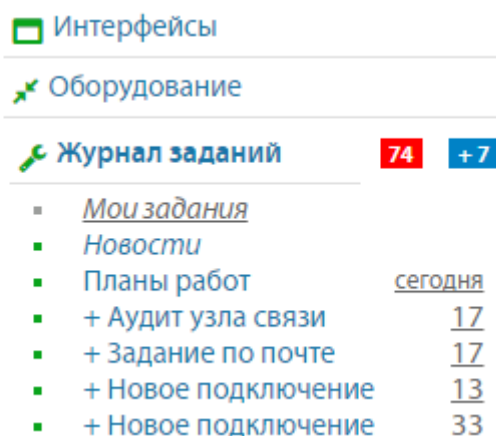 Интерфейсы
Оборудование
Журнал заданий 74 +7
Мои задания
Новости
Планы работ сегодня
+ Аудит узла связи 17
+ Задание по почте 17
+ Новое подключение 13
+ Новое подключение 33